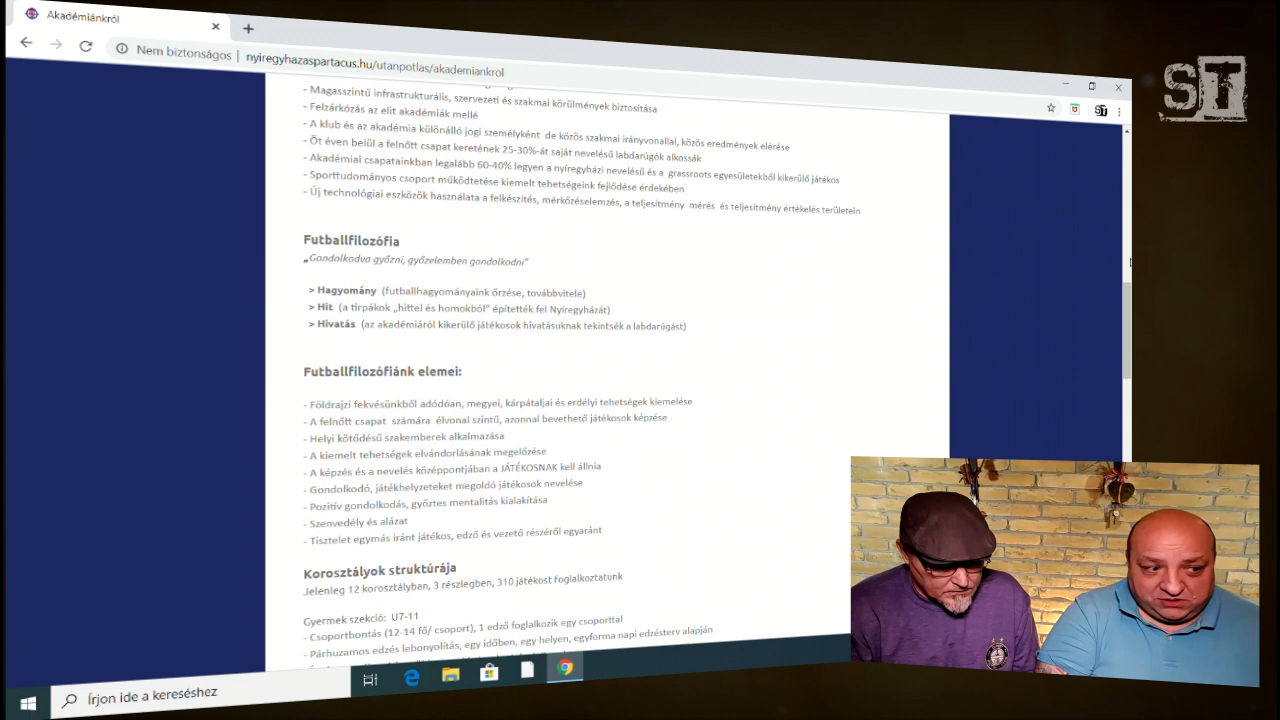 Akadémiánkról
Nem biztonságos | nyiregyhazaspartacus.hu/utanpotlas/akademiankrol
ST
- Magasszintű infrastrukturális, szervezeti és szakmai körülmények biztosítása
- Felzárkózás az elit akadémiák mellé
- A klub és az akadémia különálló jogi személyként de közös szakmai irányvonallal, közös eredmények elérése
- Öt éven belül a felnőtt csapat keretének 25-30%-át saját nevelésű labdarúgók alkossák
- Akadémiai csapatainkban legalább 60-40% legyen a nyíregyházi nevelésű és a grassroots egyesületekből kikerülő játékos
- Sporttudományos csoport működtetése kiemelt tehetségeink fejlődése érdekében
- Új technológiai eszközök használata a felkészítés, mérkőzéselemzés, a teljesítmény mérés és teljesítmény értékelés területein
Futballfilozófia
„Gondolkodva győzni, győzelemben gondolkodni"
> Hagyomány (futballhagyományaink őrzése, továbbvitele)
> Hit (a tirpákok „hittel és homokból" építették fel Nyíregyházát)
> Hivatás (az akadémiáról kikerülő játékosok hivatásuknak tekintsék a labdarúgást)
Futballfilozófiánk elemei:
- Földrajzi fekvésünkből adódóan, megyei, kárpátaljai és erdélyi tehetségek kiemelése
- A felnőtt csapat számára élvonal szintű, azonnal bevethető játékosok képzése
- Helyi kötődésű szakemberek alkalmazása
- A kiemelt tehetségek elvándorlásának megelőzése
- A képzés és a nevelés középpontjában a JÁTÉKOSNAK kell állnia
- Gondolkodó, játékhelyzeteket megoldó játékosok nevelése
- Pozitív gondolkodás, győztes mentalitás kialakítása
- Szenvedély és alázat
- Tisztelet egymás iránt játékos, edző és vezető részéről egyaránt
Korosztályok struktúrája
Jelenleg 12 korosztályban, 3 részlegben, 310 játékost foglalkoztatunk
Gyermek szekció: U7-11
- Csoportbontás (12-14 fő/ csoport), 1 edző foglalkozik egy csoporttal
- Párhuzamos edzés lebonyolítás, egy időben, egy helyen, egyforma napi edzésterv alapján
Írjon ide a kereséshez